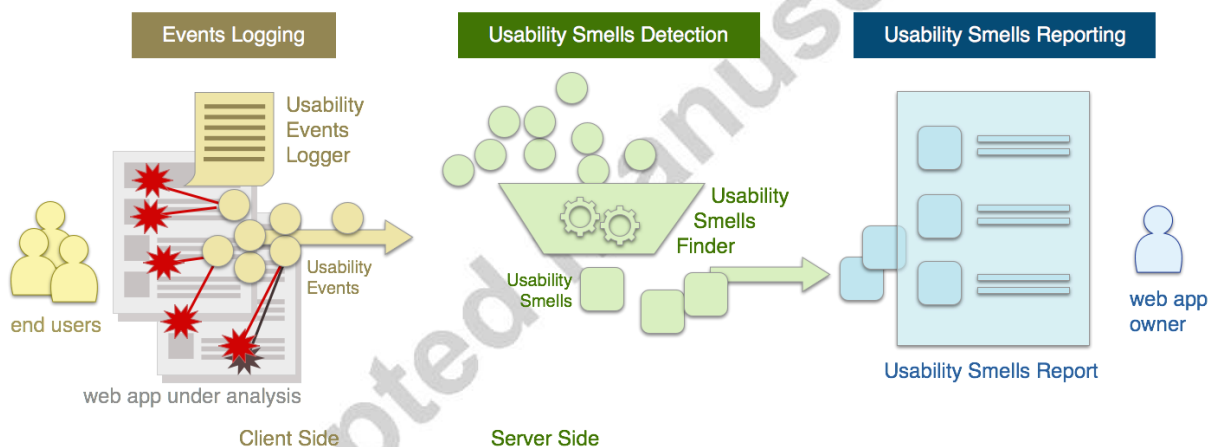 Events Logging
Usability Smells Detection
Usability Smells Reporting
Usability
Events
Logger
Usability
Smells
Finder
Usability
Events
Usability
Smells
end users
web app
owner
Usability Smells Report
web app under analysis
Client Side
Server Side